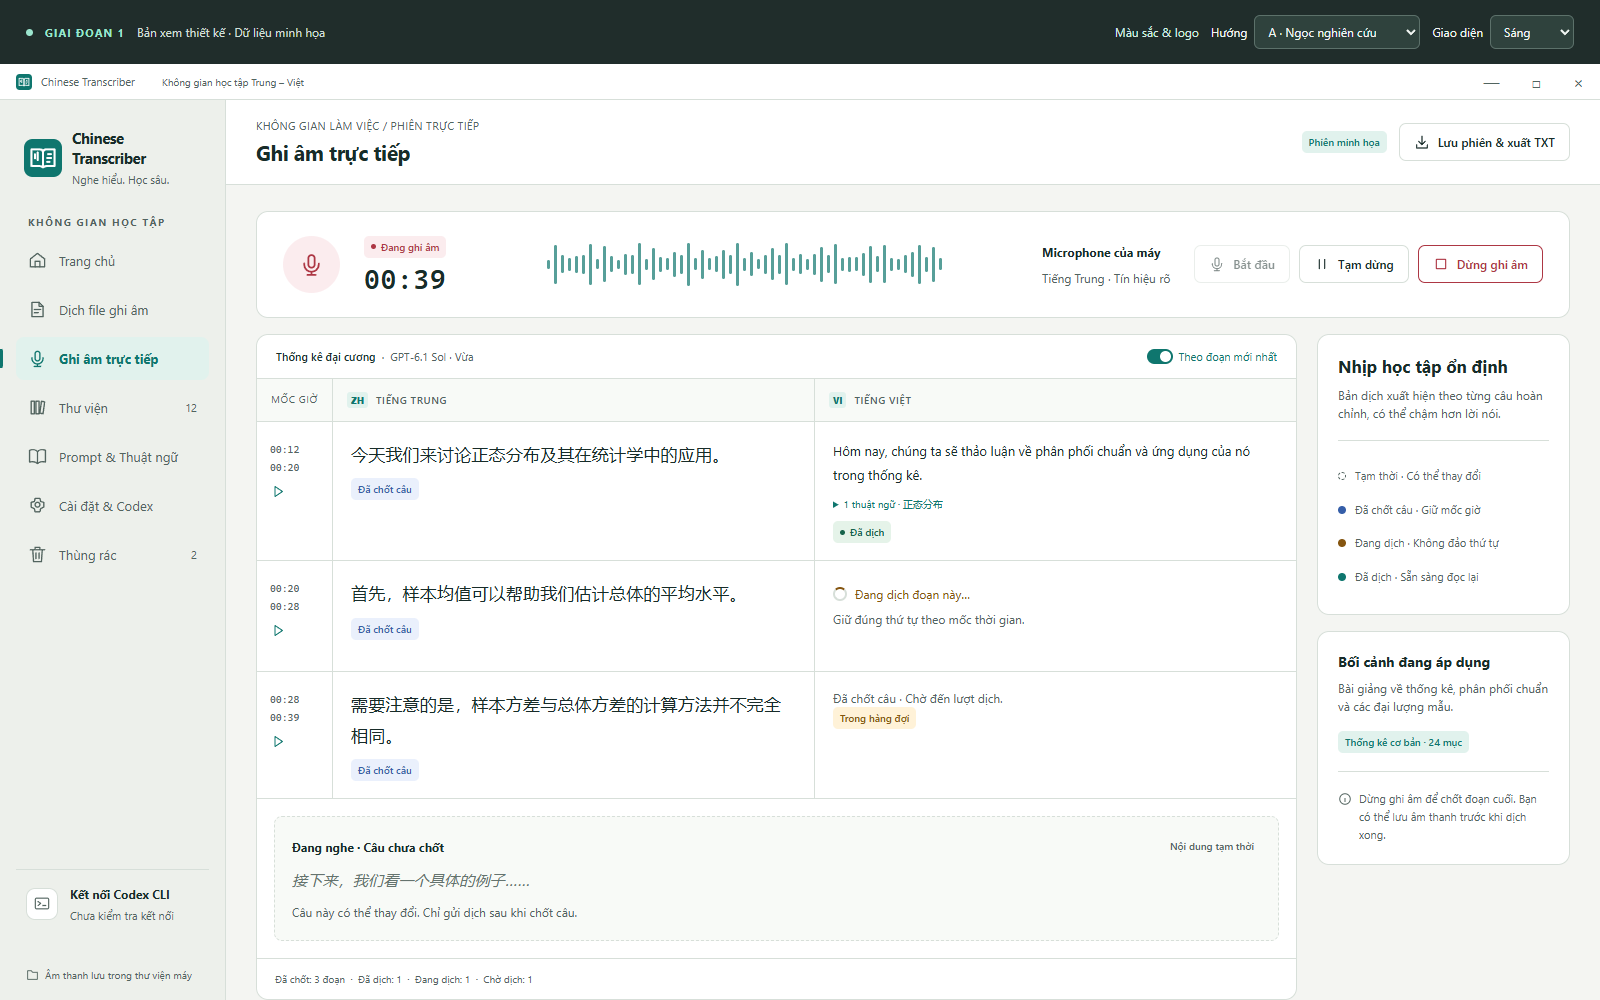 GIAI ĐOẠN 1 Bản xem thiết kế · Dữ liệu minh họa
Màu sắc & logo Hướng A · Ngọc nghiên cứu Giao diện Sáng
Chinese Transcriber Không gian học tập Trung – Việt
Chinese
Transcriber
Nghe hiểu. Học sâu.
KHÔNG GIAN HỌC TẬP
Trang chủ
Dịch file ghi âm
Ghi âm trực tiếp
Thư viện 12
Prompt & Thuật ngữ
Cài đặt & Codex
Thùng rác 2
Kết nối Codex CLI
Chưa kiểm tra kết nối
Âm thanh lưu trong thư viện máy
KHÔNG GIAN LÀM VIỆC / PHIÊN TRỰC TIẾP
Ghi âm trực tiếp
Phiên minh họa
Lưu phiên & xuất TXT
Đang ghi âm
00:39
Microphone của máy
Tiếng Trung · Tín hiệu rõ
Bắt đầu
Tạm dừng
Dừng ghi âm
Thống kê đại cương · GPT-6.1 Sol · Vừa
Theo đoạn mới nhất
MỐC GIỜ
ZH TIẾNG TRUNG
VI TIẾNG VIỆT
00:12
00:20
今天我们来讨论正态分布及其在统计学中的应用。
Đã chốt câu
Hôm nay, chúng ta sẽ thảo luận về phân phối chuẩn và ứng dụng của nó
trong thống kê.
1 thuật ngữ · 正态分布
Đã dịch
00:20
00:28
首先，样本均值可以帮助我们估计总体的平均水平。
Đã chốt câu
Đang dịch đoạn này...
Giữ đúng thứ tự theo mốc thời gian.
00:28
00:39
需要注意的是，样本方差与总体方差的计算方法并不完全
相同。
Đã chốt câu
Đã chốt câu · Chờ đến lượt dịch.
Trong hàng đợi
Đang nghe · Câu chưa chốt
Nội dung tạm thời
接下来，我们看一个具体的例子……
Câu này có thể thay đổi. Chỉ gửi dịch sau khi chốt câu.
Đã chốt: 3 đoạn · Đã dịch: 1 · Đang dịch: 1 · Chờ dịch: 1
Nhịp học tập ổn định
Bản dịch xuất hiện theo từng câu hoàn
chỉnh, có thể chậm hơn lời nói.
Tạm thời · Có thể thay đổi
Đã chốt câu · Giữ mốc giờ
Đang dịch · Không đảo thứ tự
Đã dịch · Sẵn sàng đọc lại
Bối cảnh đang áp dụng
Bài giảng về thống kê, phân phối chuẩn
và các đại lượng mẫu.
Thống kê cơ bản · 24 mục
Dừng ghi âm để chốt đoạn cuối. Bạn
có thể lưu âm thanh trước khi dịch
xong.